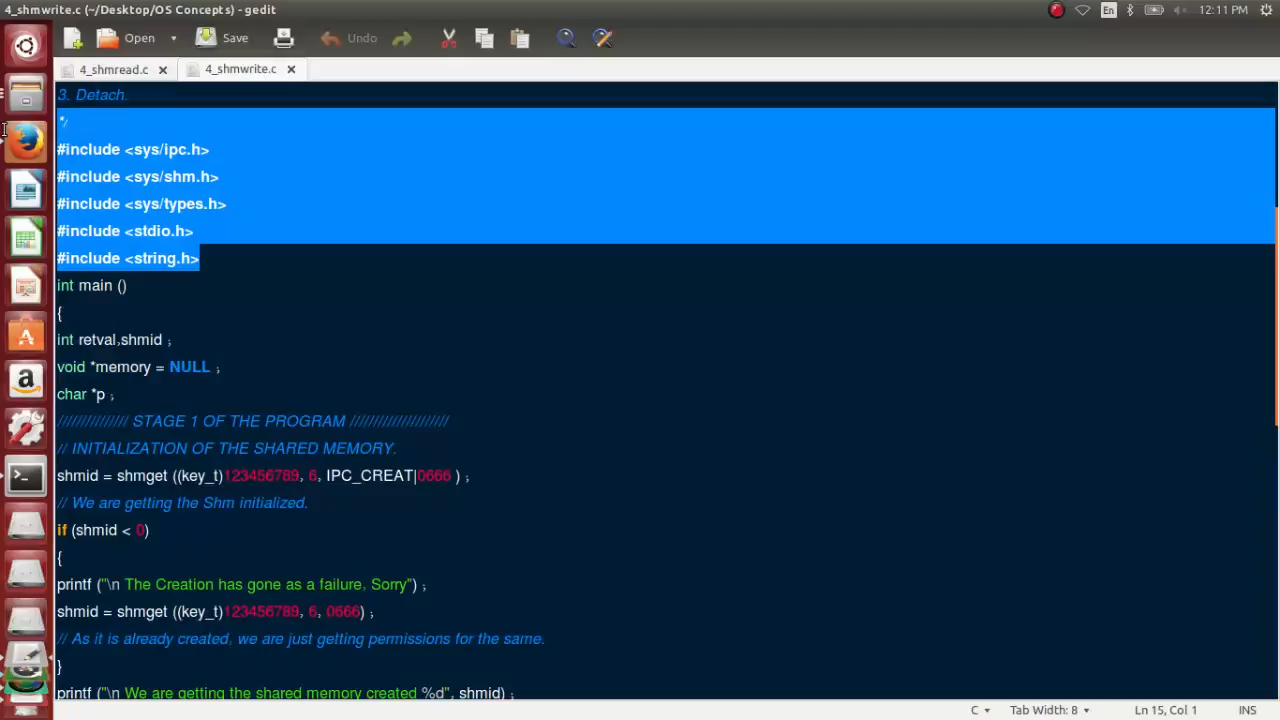 4_shmwrite.c (~/Desktop/OS Concepts) - gedit
En 12:11 PM
Open Save Undo
4_shmread.c 4_shmwrite.c
3. Detach.
*/
#include <sys/ipc.h>
#include <sys/shm.h>
#include <sys/types.h>
#include <stdio.h>
#include <string.h>
int main ()
{
int retval,shmid ;
void *memory = NULL ;
char *p ;
/////////////// STAGE 1 OF THE PROGRAM /////////////////////
// INITIALIZATION OF THE SHARED MEMORY.
shmid = shmget ((key_t)123456789, 6, IPC_CREAT|0666 ) ;
// We are getting the Shm initialized.
if (shmid < 0)
{
printf ("\n The Creation has gone as a failure, Sorry") ;
shmid = shmget ((key_t)123456789, 6, 0666) ;
// As it is already created, we are just getting permissions for the same.
}
printf ("\n We are getting the shared memory created %d", shmid) ;
C Tab Width: 8 Ln 15, Col 1 INS